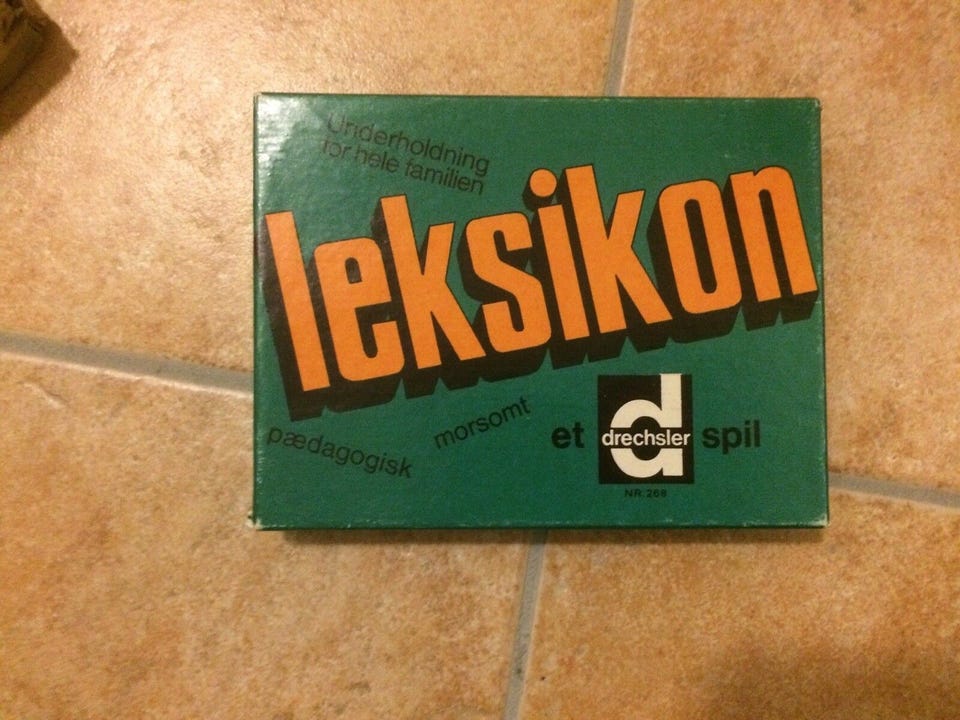 Underholdning
for hele familien
leksikon
pædagogisk
morsomt
et drechsler spil
NR. 268